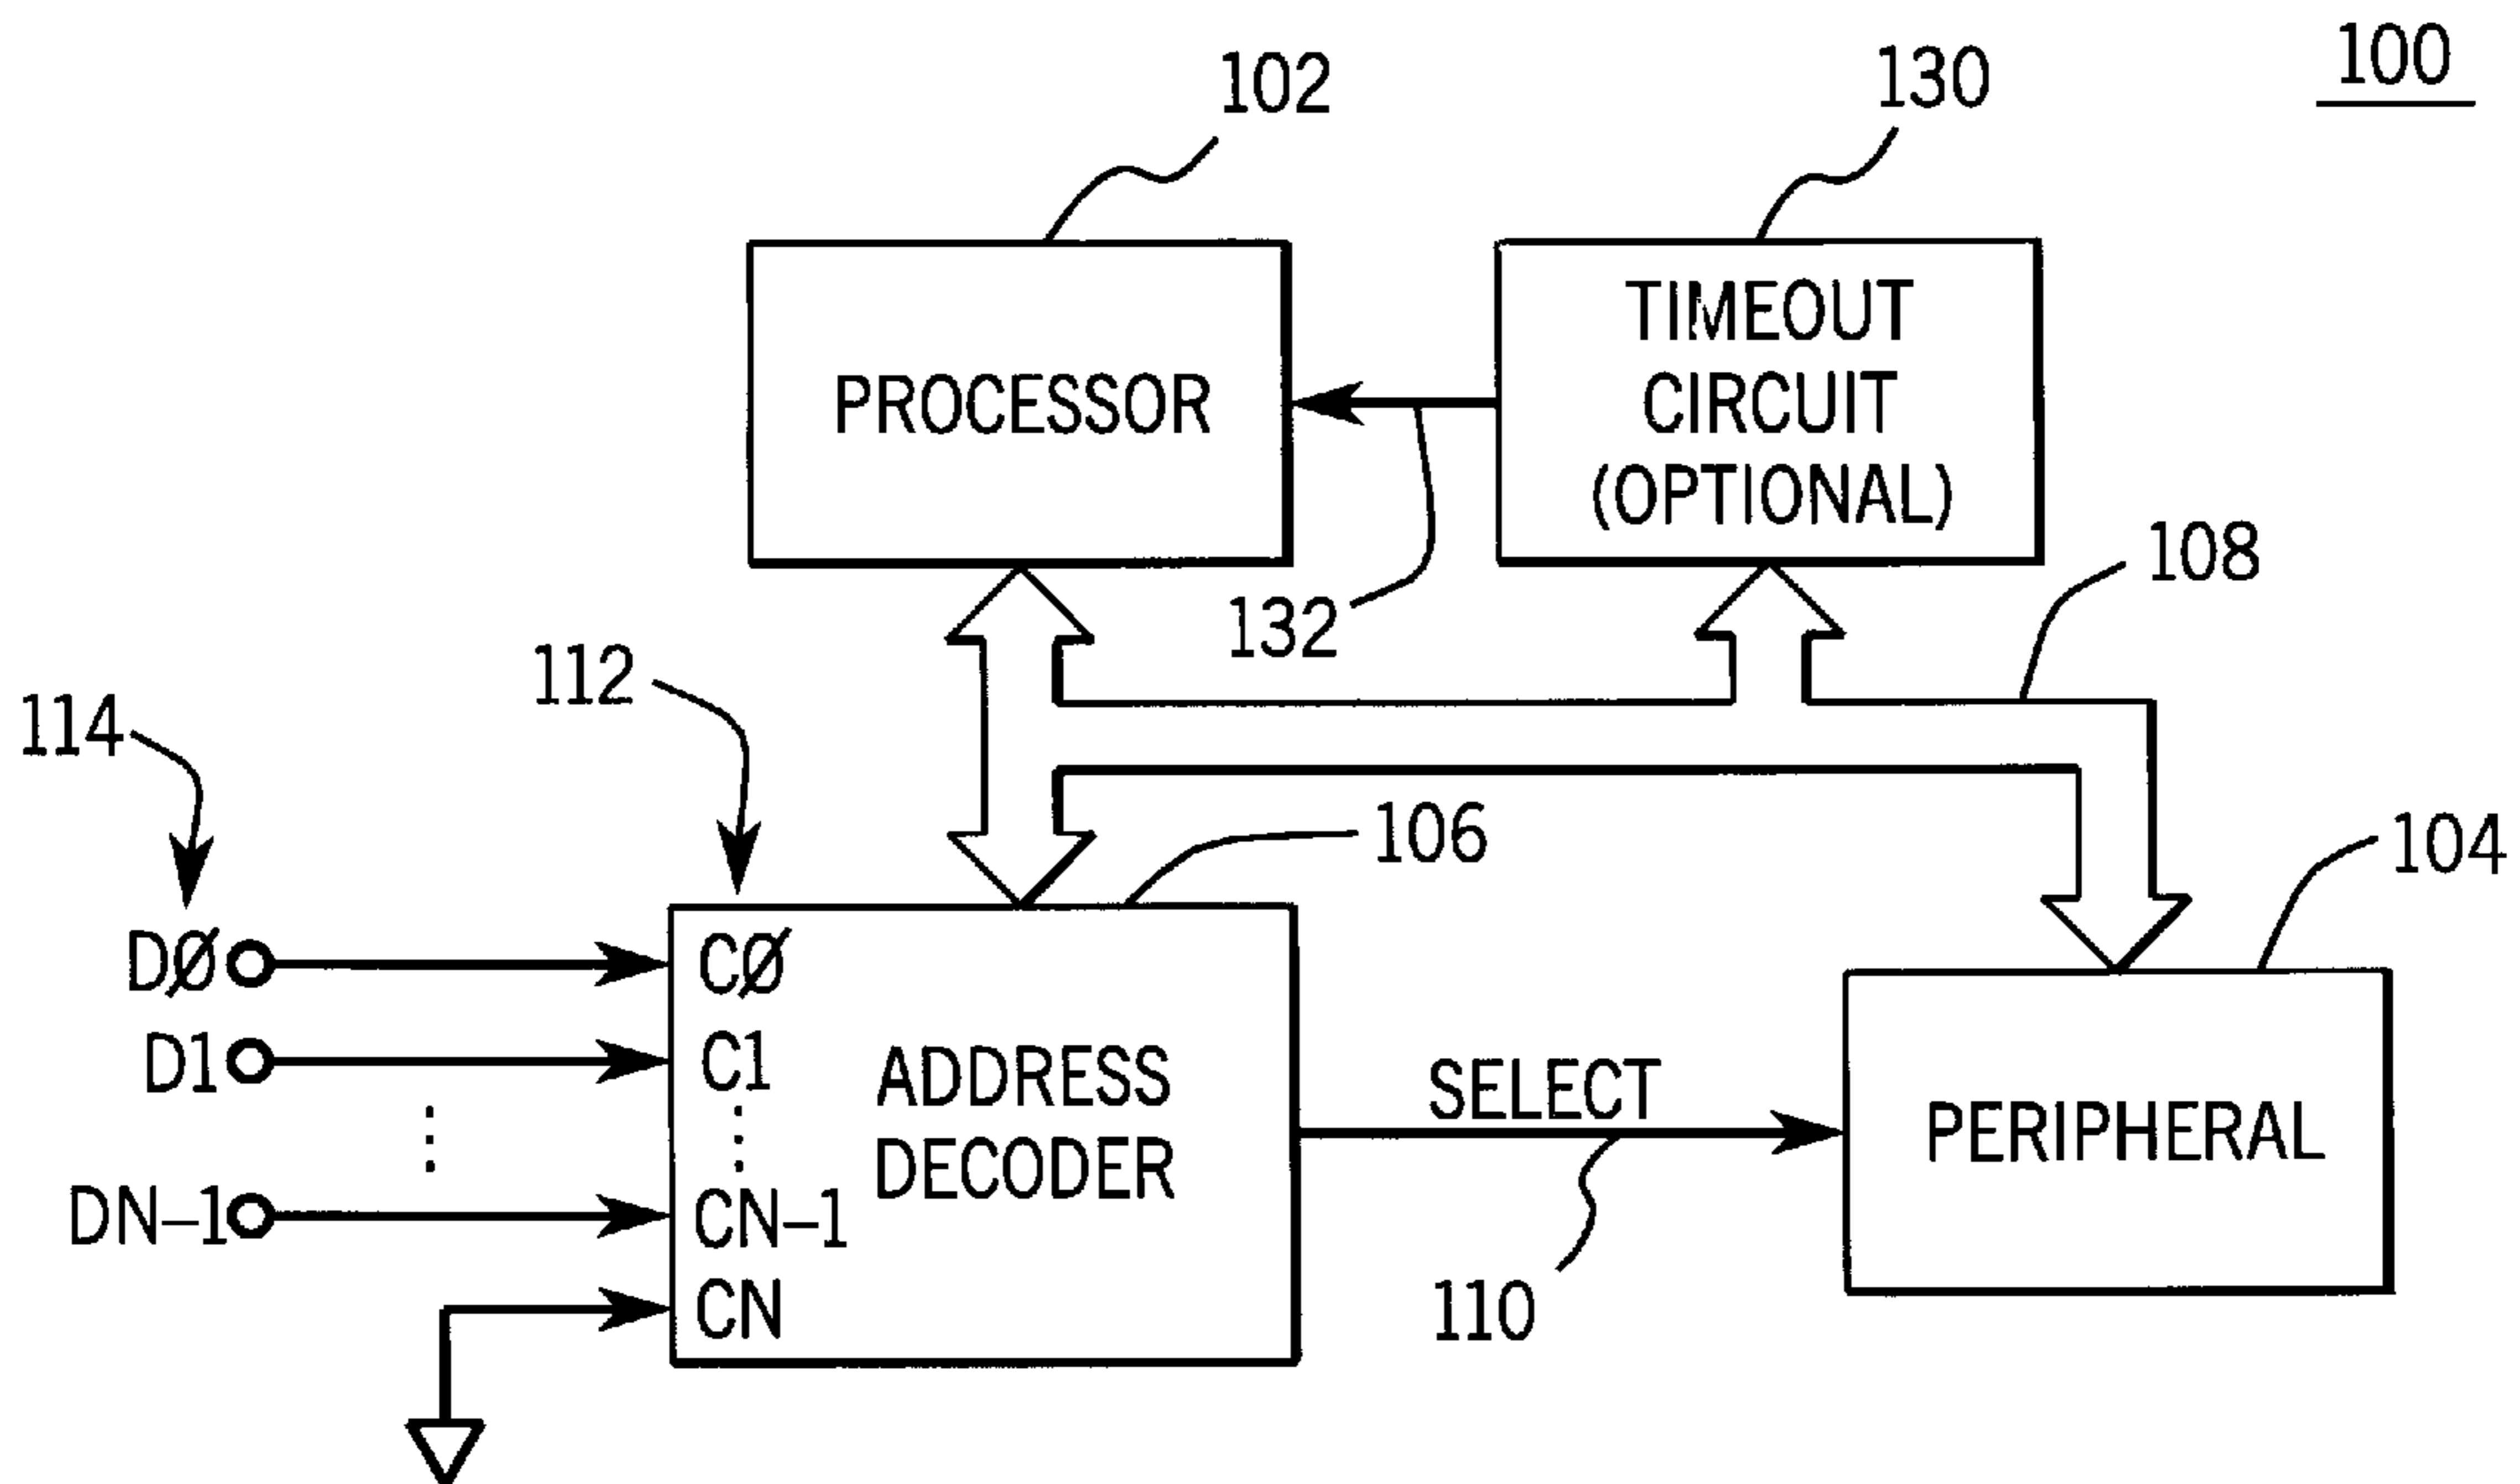 100
102
130
PROCESSOR
TIMEOUT
CIRCUIT
(OPTIONAL)
132
108
114
112
106
104
DØ
CØ
D1
C1
⋮
⋮
DN–1
CN–1
CN
ADDRESS
DECODER
SELECT
110
PERIPHERAL